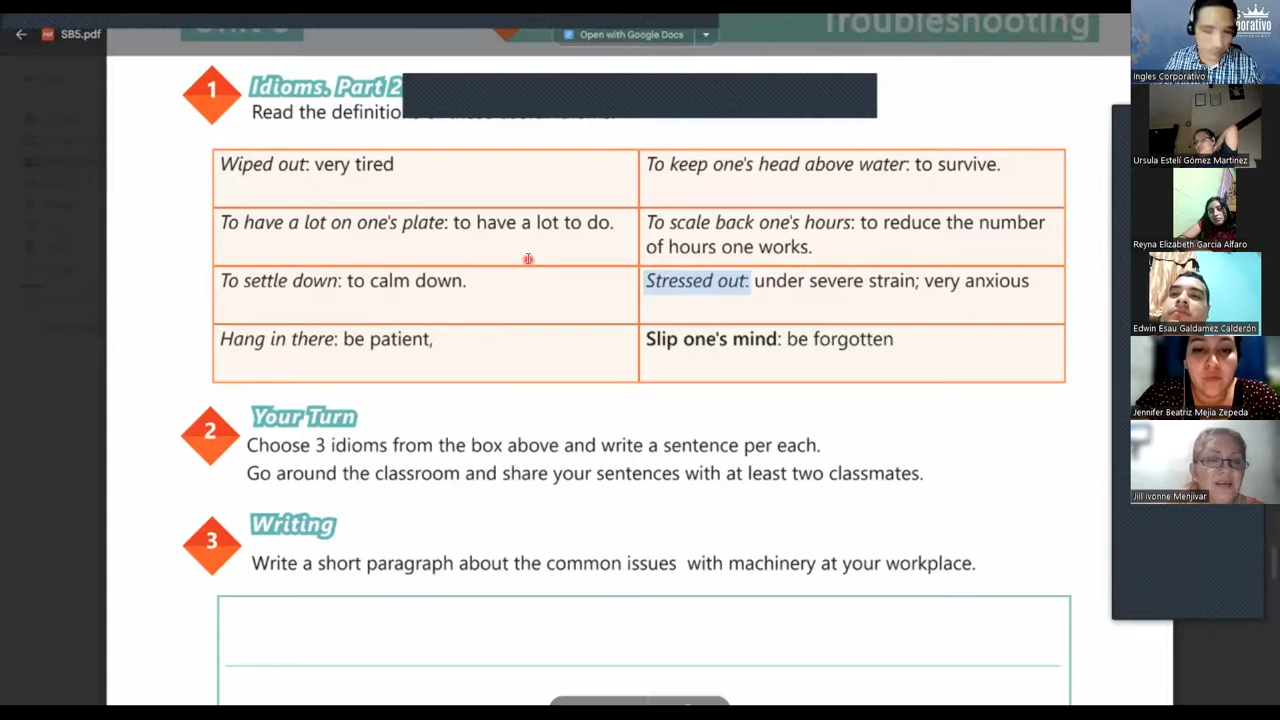 SB5.pdf
Open with Google Docs
Troubleshooting
1
Idioms. Part 2
Read the definition
Wiped out: very tired
To keep one's head above water: to survive.
To have a lot on one's plate: to have a lot to do.
To scale back one's hours: to reduce the number
of hours one works.
To settle down: to calm down.
Stressed out: under severe strain; very anxious
Hang in there: be patient,
Slip one's mind: be forgotten
2
Your Turn
Choose 3 idioms from the box above and write a sentence per each.
Go around the classroom and share your sentences with at least two classmates.
3
Writing
Write a short paragraph about the common issues with machinery at your workplace.
Ingles Corporativo
Ursula Estelí Gómez Martinez
Reyna Elizabeth Garcia Alfaro
Edwin Esau Galdamez Calderón
Jennifer Beatriz Mejia Zepeda
Jill Ivonne Menjivar